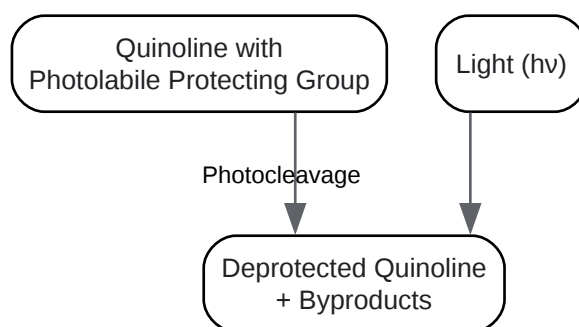 Quinoline with
Photolabile Protecting Group
Light (hν)
Photocleavage
Deprotected Quinoline
+ Byproducts